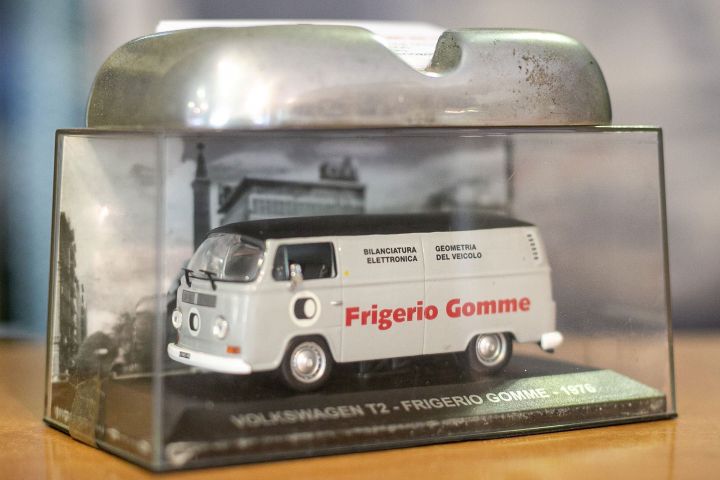 BILANCIATURA
ELETTRONICA
GEOMETRIA
DEL VEICOLO
Frigerio Gomme
VOLKSWAGEN T2 - FRIGERIO GOMME - 1976